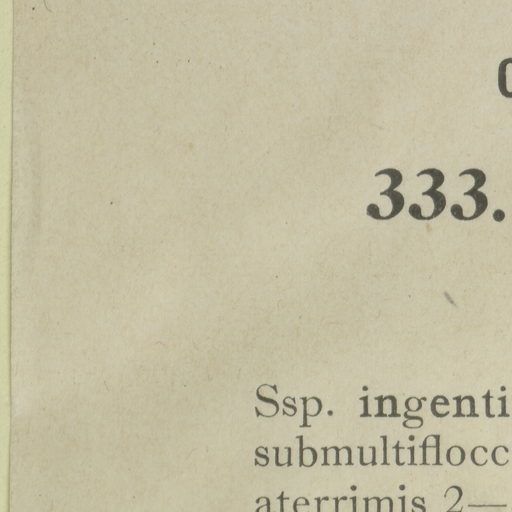 333.
Ssp. ingenti
submultiflocc
aterrimis 2—